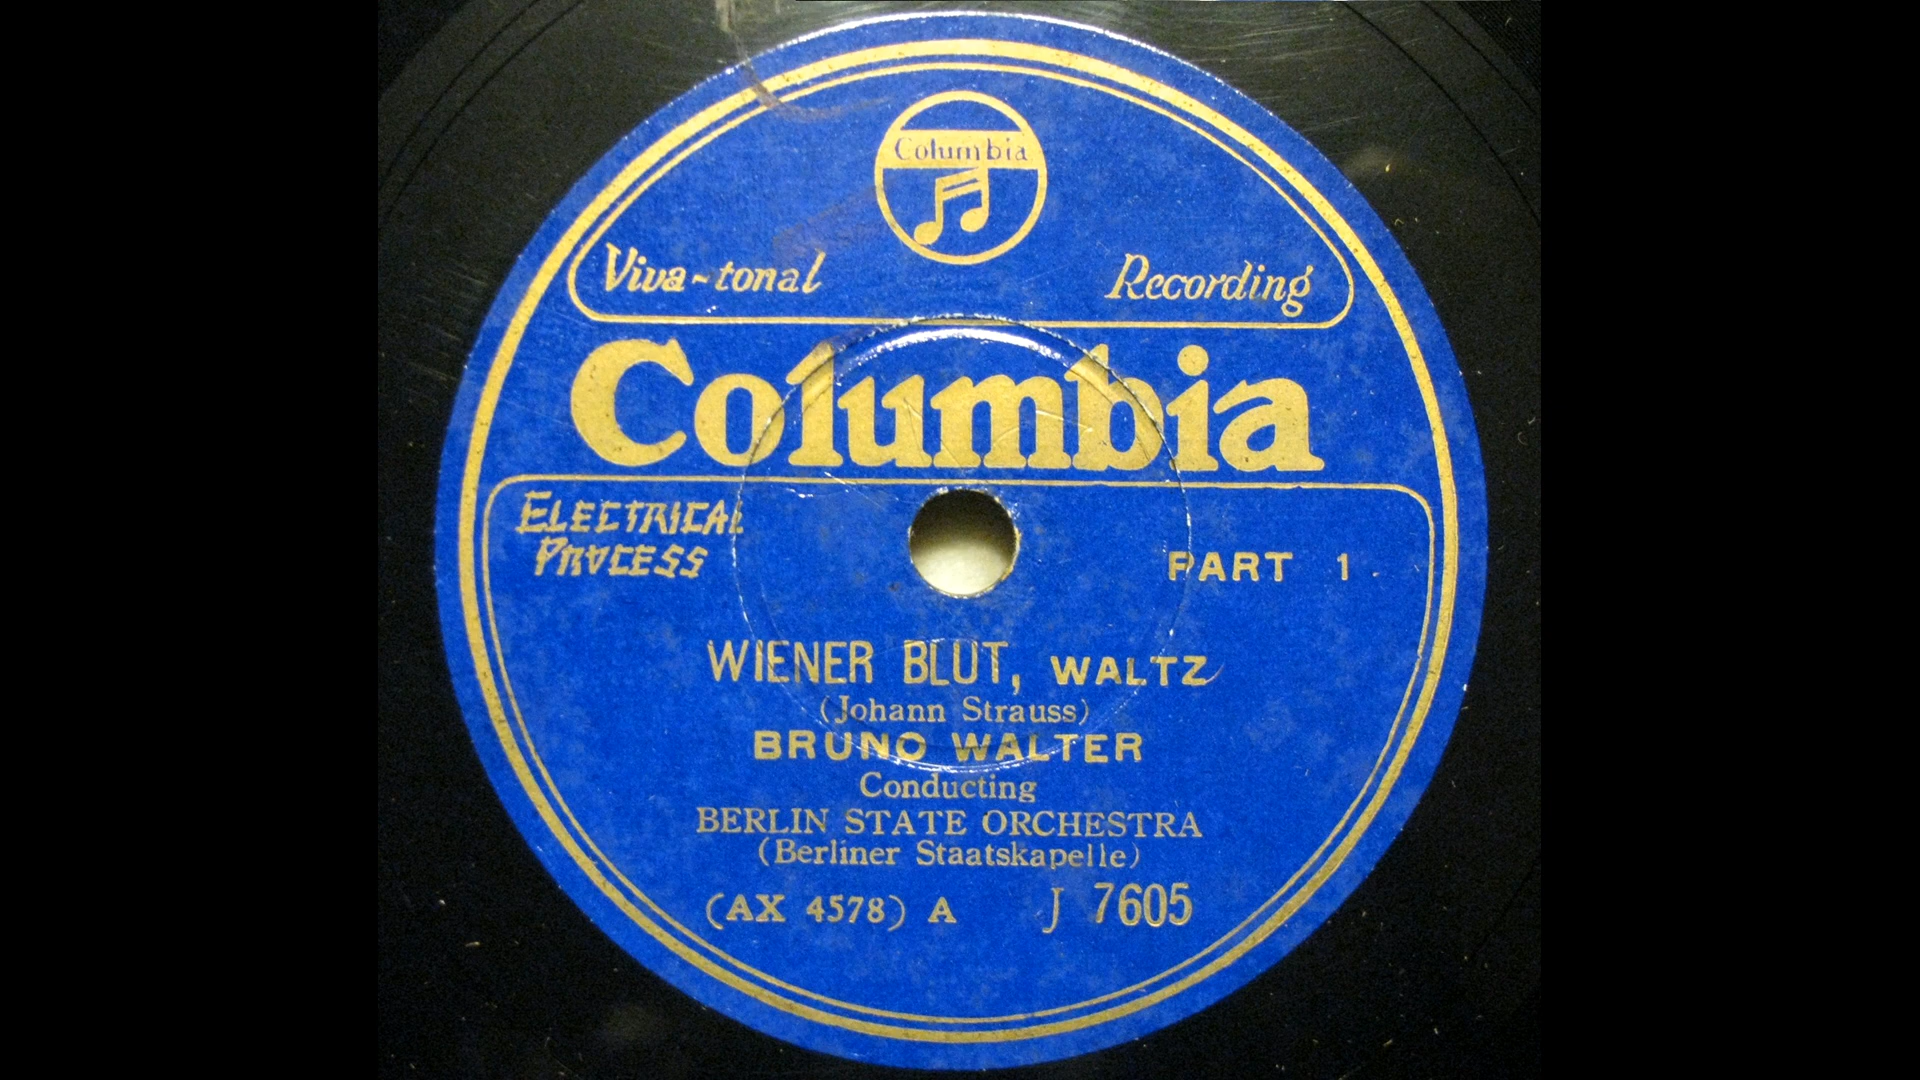 Columbia
Viva-tonal Recording
Columbia
ELECTRICAL
PROCESS
PART 1.
WIENER BLUT, WALTZ
(Johann Strauss)
BRUNO WALTER
Conducting
BERLIN STATE ORCHESTRA
(Berliner Staatskapelle)
(AX 4578) A J 7605